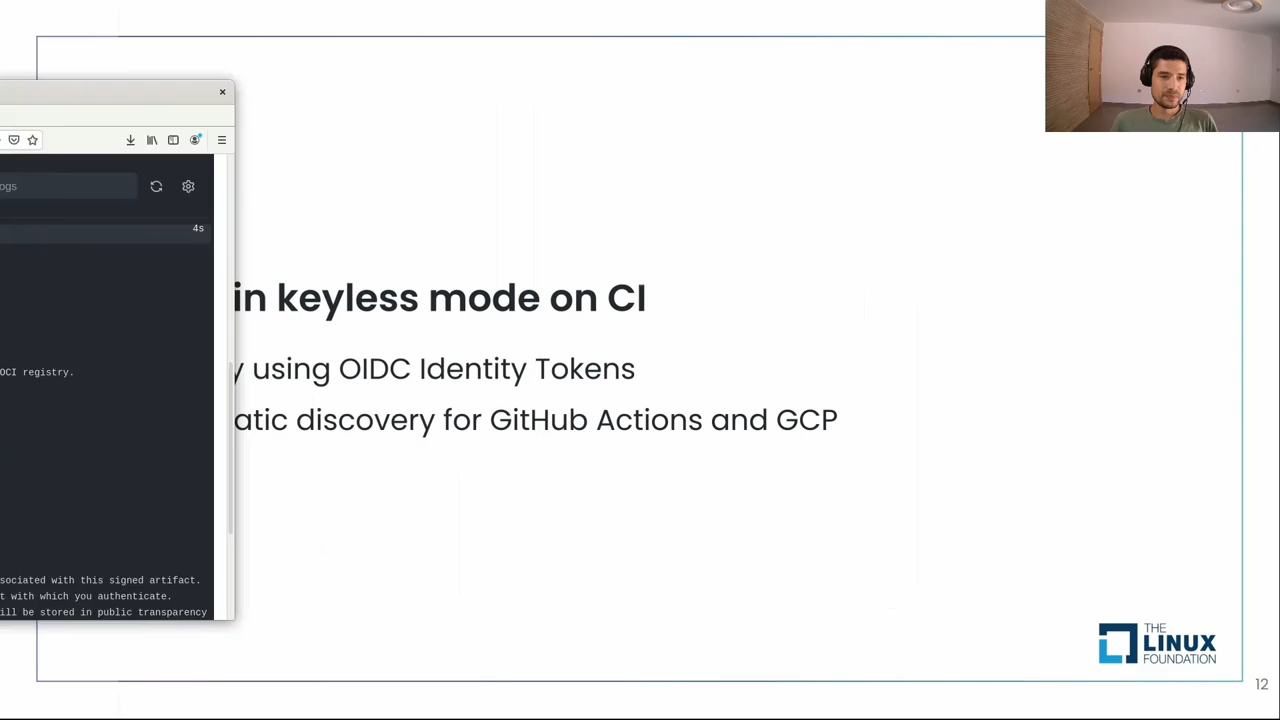 ogs
4s
in keyless mode on CI
using OIDC Identity Tokens
OCI registry.
atic discovery for GitHub Actions and GCP
sociated with this signed artifact.
t with which you authenticate.
ill be stored in public transparency
THE
LINUX
FOUNDATION
12